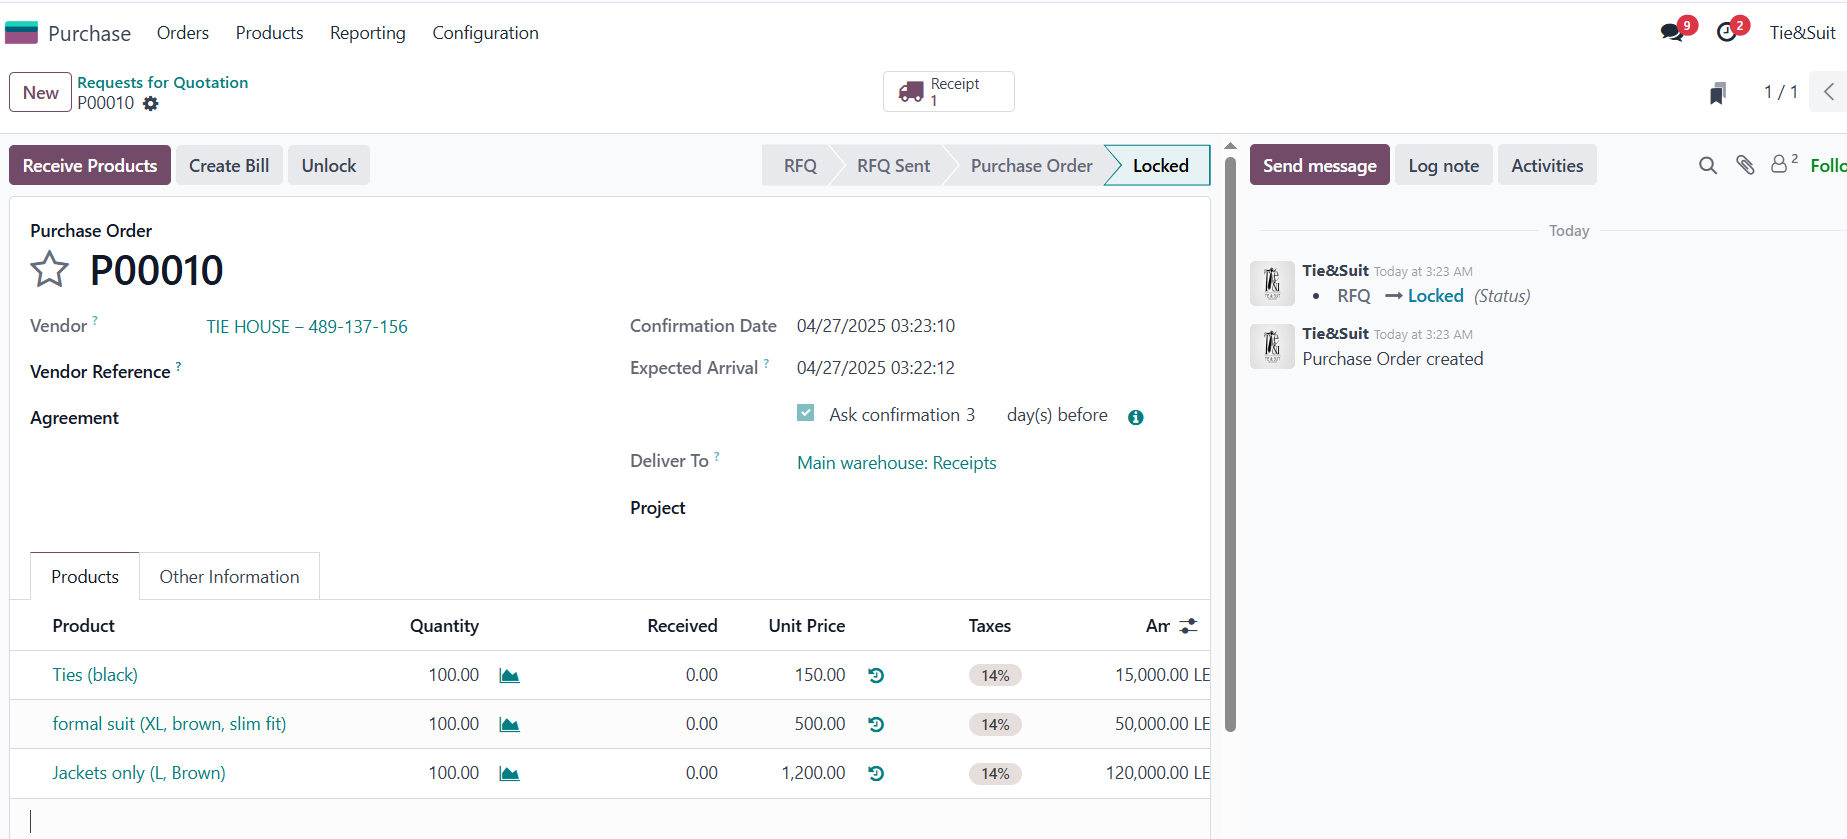 Purchase Orders Products Reporting Configuration 9 2 Tie&Suit
New Requests for Quotation
P00010
Receipt
1
1 / 1
Receive Products Create Bill Unlock RFQ RFQ Sent Purchase Order Locked
Send message Log note Activities 2 Follo
Purchase Order
P00010
Vendor ? TIE HOUSE – 489-137-156
Vendor Reference ?
Agreement
Confirmation Date 04/27/2025 03:23:10
Expected Arrival ? 04/27/2025 03:22:12
Ask confirmation 3 day(s) before
Deliver To ? Main warehouse: Receipts
Project
Products Other Information
Product Quantity Received Unit Price Taxes Am
Ties (black) 100.00 0.00 150.00 14% 15,000.00 LE
formal suit (XL, brown, slim fit) 100.00 0.00 500.00 14% 50,000.00 LE
Jackets only (L, Brown) 100.00 0.00 1,200.00 14% 120,000.00 LE
Today
Tie&Suit Today at 3:23 AM
• RFQ → Locked (Status)
Tie&Suit Today at 3:23 AM
Purchase Order created